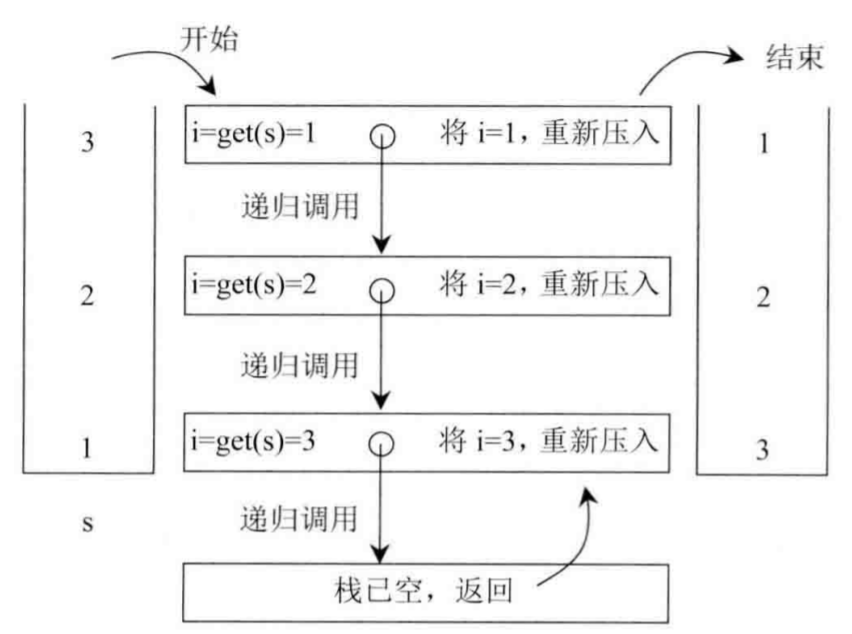 开始
结束
3
i=get(s)=1
将 i=1，重新压入
1
递归调用
2
i=get(s)=2
将 i=2，重新压入
2
递归调用
1
i=get(s)=3
将 i=3，重新压入
3
s
递归调用
栈已空，返回